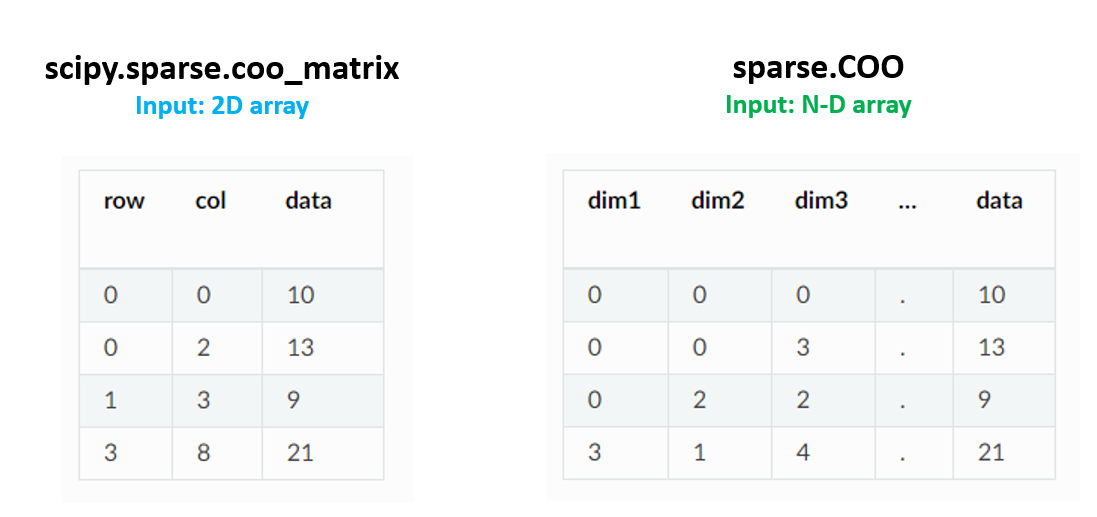 scipy.sparse.coo_matrix
Input: 2D array
row col data
0 0 10
0 2 13
1 3 9
3 8 21
sparse.COO
Input: N-D array
dim1 dim2 dim3 ... data
0 0 0 . 10
0 0 3 . 13
0 2 2 . 9
3 1 4 . 21